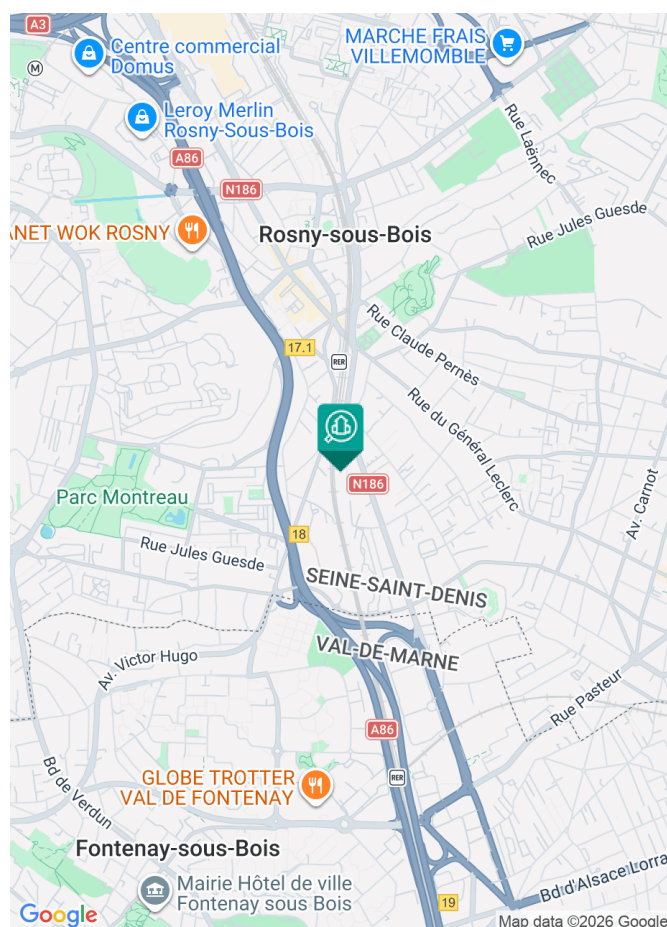 A3
Centre commercial
Domus
MARCHE FRAIS
VILLEMOMBLE
M
Leroy Merlin
Rosny-Sous-Bois
Rue Laënnec
A86
N186
ANET WOK ROSNY
Rosny-sous-Bois
Rue Jules Guesde
17.1
RER
Rue Claude Pernès
Rue du Général Leclerc
N186
Av. Carnot
Parc Montreau
18
Rue Jules Guesde
SEINE-SAINT-DENIS
VAL-DE-MARNE
Av. Victor Hugo
Rue Pasteur
A86
Bd de Verdun
GLOBE TROTTER
VAL DE FONTENAY
RER
Fontenay-sous-Bois
Mairie Hôtel de ville
Fontenay sous Bois
Bd d'Alsace Lorra
19
Google
Map data ©2026 Google